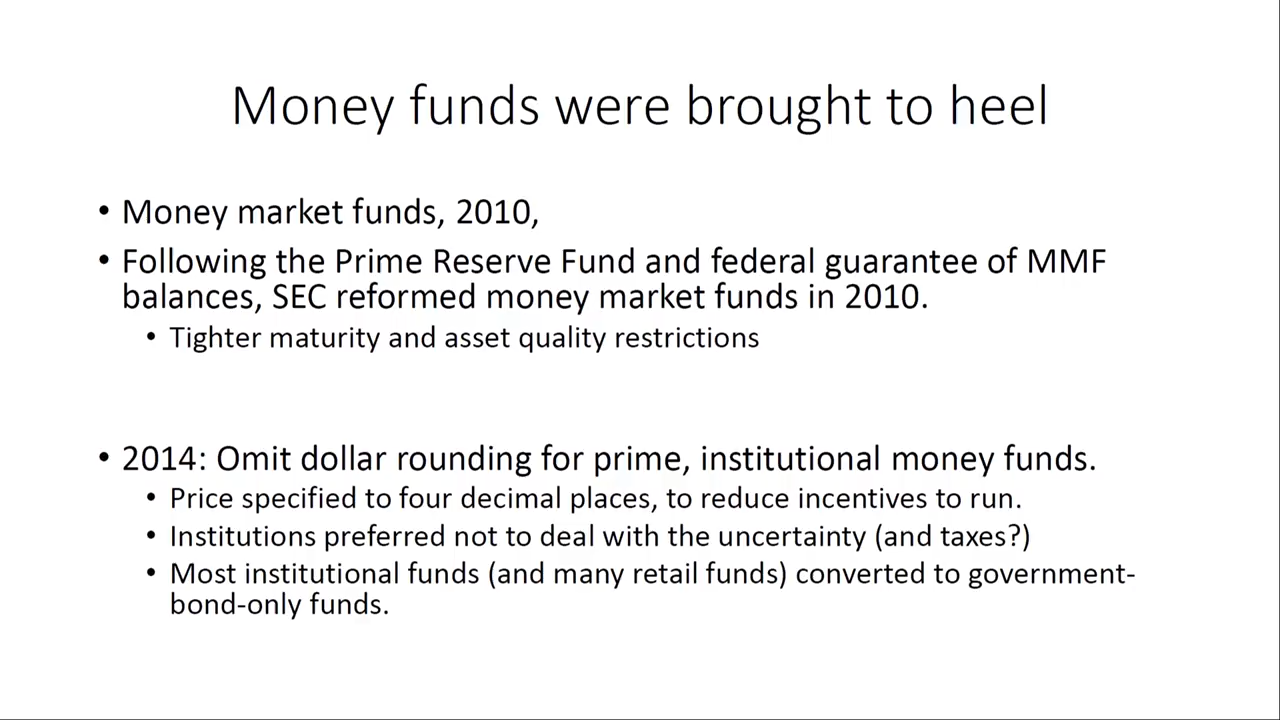 Money funds were brought to heel
• Money market funds, 2010,
• Following the Prime Reserve Fund and federal guarantee of MMF
balances, SEC reformed money market funds in 2010.
• Tighter maturity and asset quality restrictions
• 2014: Omit dollar rounding for prime, institutional money funds.
• Price specified to four decimal places, to reduce incentives to run.
• Institutions preferred not to deal with the uncertainty (and taxes?)
• Most institutional funds (and many retail funds) converted to government-
bond-only funds.